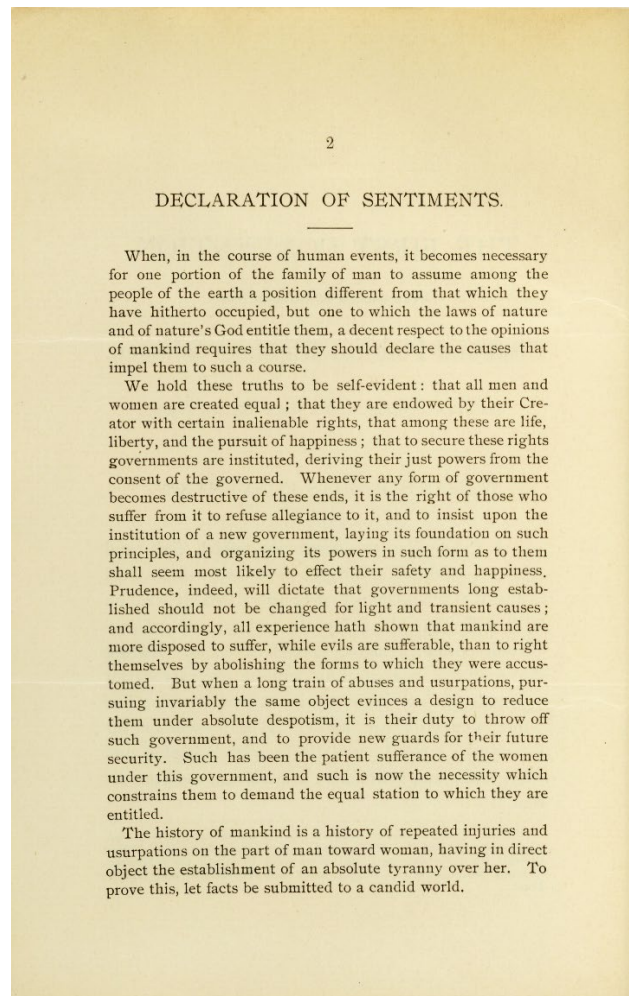 2
DECLARATION OF SENTIMENTS.
When, in the course of human events, it becomes necessary
for one portion of the family of man to assume among the
people of the earth a position different from that which they
have hitherto occupied, but one to which the laws of nature
and of nature's God entitle them, a decent respect to the opinions
of mankind requires that they should declare the causes that
impel them to such a course.
We hold these truths to be self-evident : that all men and
women are created equal ; that they are endowed by their Cre-
ator with certain inalienable rights, that among these are life,
liberty, and the pursuit of happiness ; that to secure these rights
governments are instituted, deriving their just powers from the
consent of the governed. Whenever any form of government
becomes destructive of these ends, it is the right of those who
suffer from it to refuse allegiance to it, and to insist upon the
institution of a new government, laying its foundation on such
principles, and organizing its powers in such form as to them
shall seem most likely to effect their safety and happiness.
Prudence, indeed, will dictate that governments long estab-
lished should not be changed for light and transient causes ;
and accordingly, all experience hath shown that mankind are
more disposed to suffer, while evils are sufferable, than to right
themselves by abolishing the forms to which they were accus-
tomed. But when a long train of abuses and usurpations, pur-
suing invariably the same object evinces a design to reduce
them under absolute despotism, it is their duty to throw off
such government, and to provide new guards for their future
security. Such has been the patient sufferance of the women
under this government, and such is now the necessity which
constrains them to demand the equal station to which they are
entitled.
The history of mankind is a history of repeated injuries and
usurpations on the part of man toward woman, having in direct
object the establishment of an absolute tyranny over her. To
prove this, let facts be submitted to a candid world.